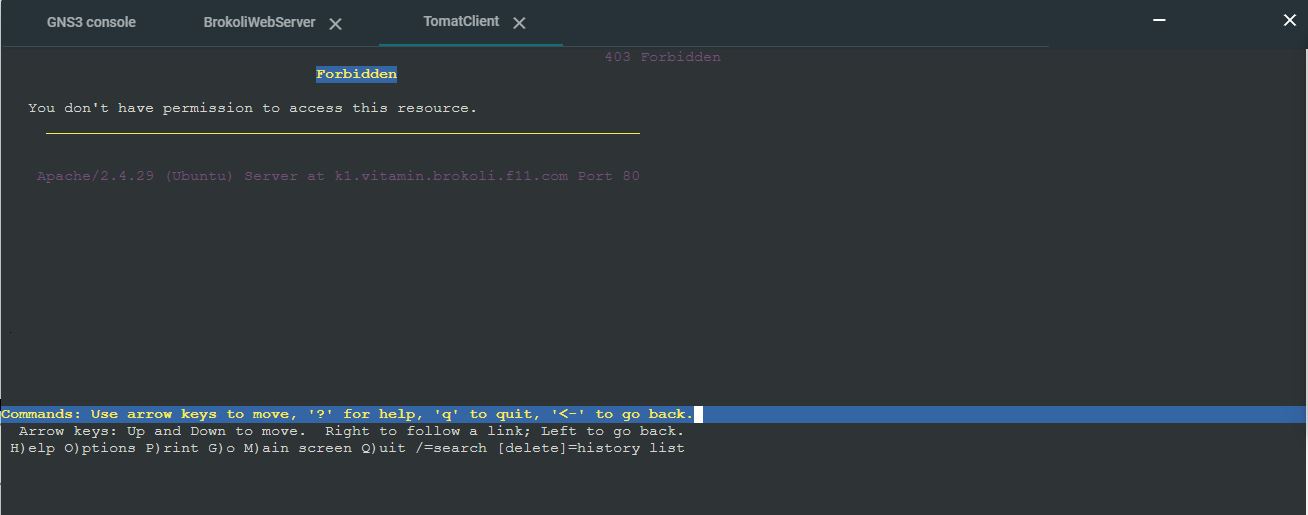 GNS3 console BrokoliWebServer TomatClient
403 Forbidden
Forbidden
You don't have permission to access this resource.
Apache/2.4.29 (Ubuntu) Server at k1.vitamin.brokoli.f11.com Port 80
Commands: Use arrow keys to move, '?' for help, 'q' to quit, '<-' to go back.
Arrow keys: Up and Down to move. Right to follow a link; Left to go back.
H)elp O)ptions P)rint G)o M)ain screen Q)uit /=search [delete]=history list